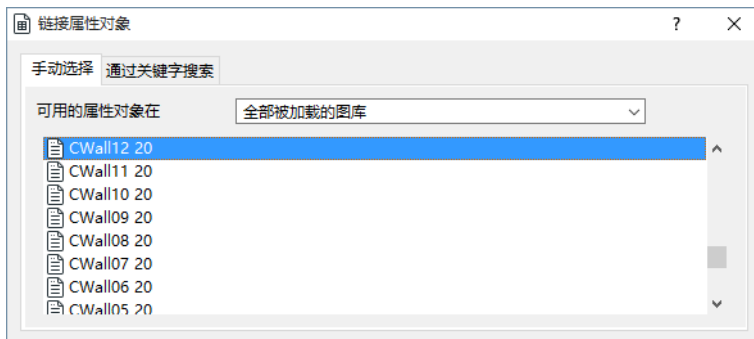 链接属性对象 ?
手动选择 通过关键字搜索
可用的属性对象在 全部被加载的图库
CWall12 20
CWall11 20
CWall10 20
CWall09 20
CWall08 20
CWall07 20
CWall06 20
CWall05 20